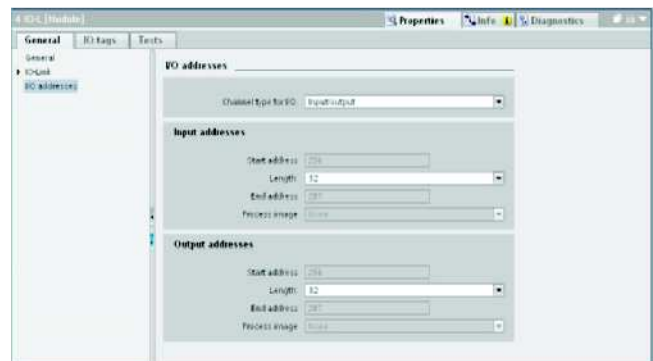 4 IO-L [Module]
Properties Info Diagnostics
General IO tags Texts
General
IO-Link
I/O addresses
I/O addresses
Channel type for I/O: Input/output
Input addresses
Start address: 256
Length: 32
End address: 287
Process image: None
Output addresses
Start address: 256
Length: 32
End address: 287
Process image: None